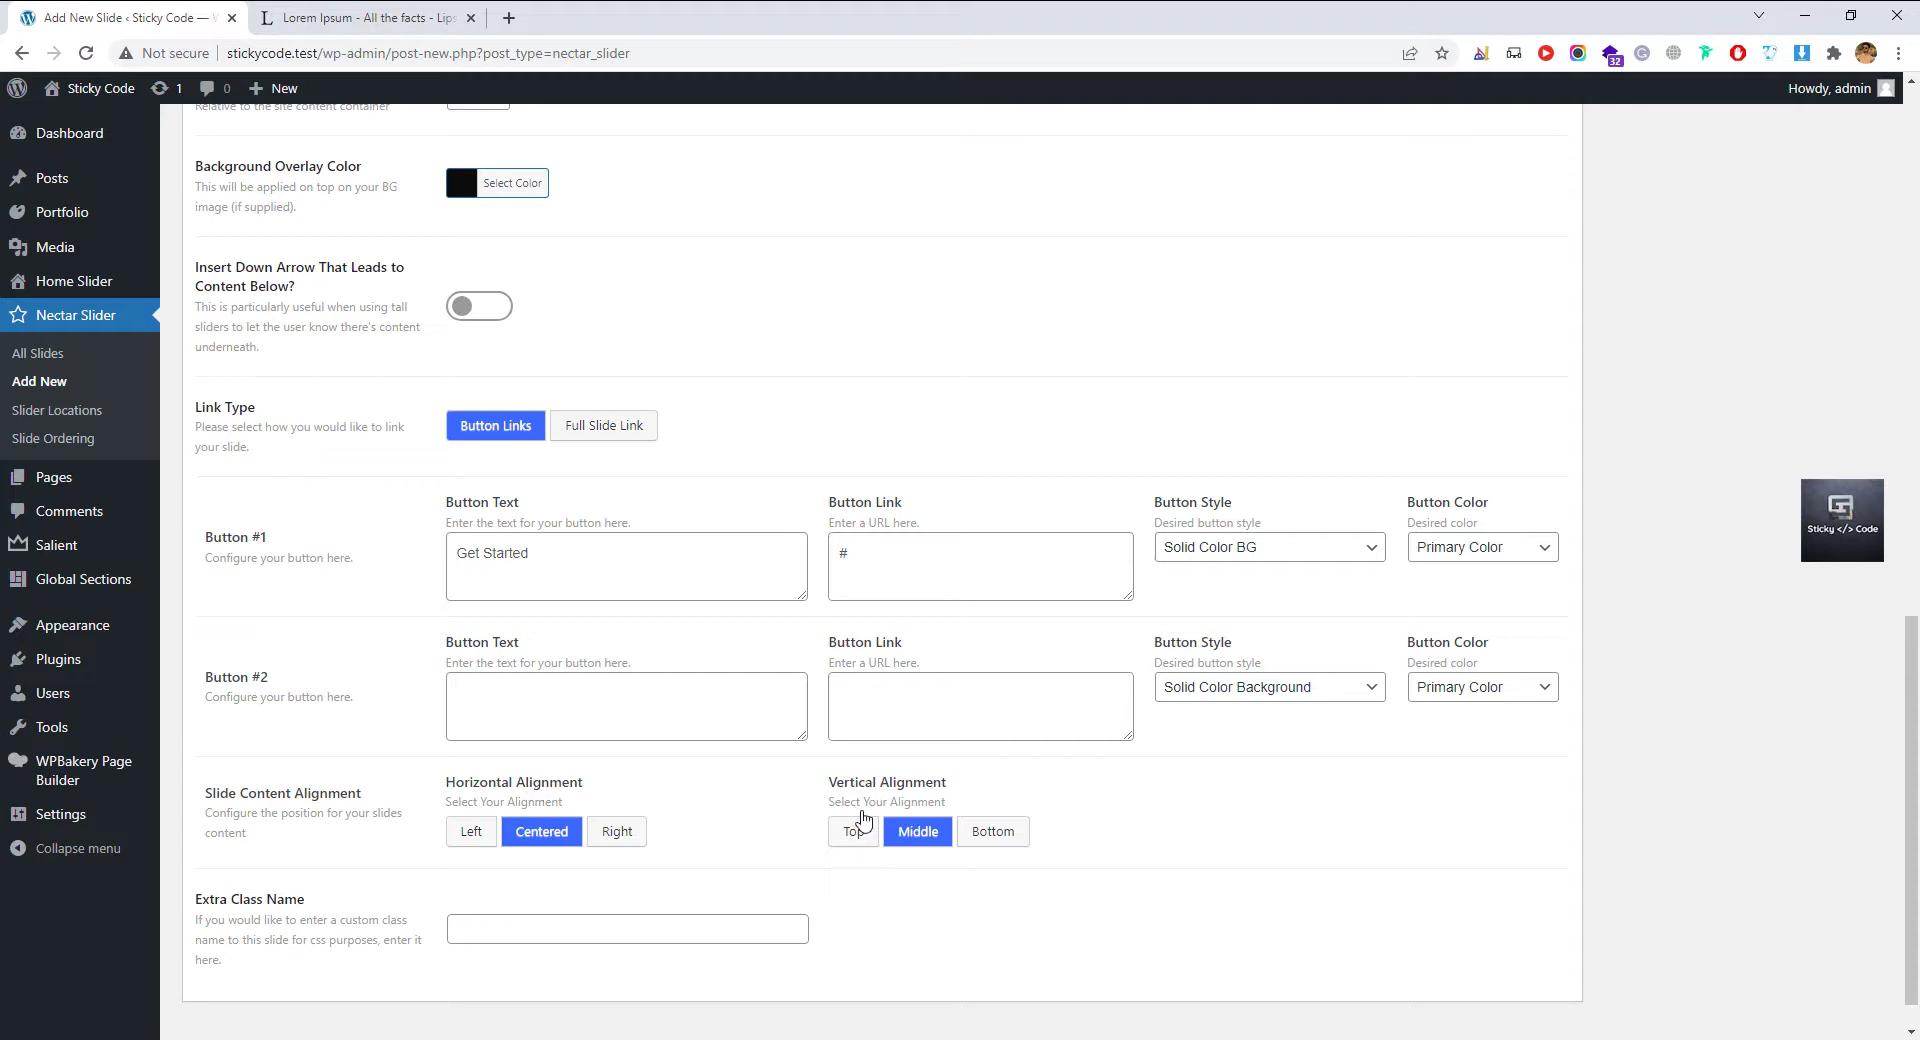 Add New Slide ‹ Sticky Code —
Lorem Ipsum - All the facts - Lips
Not secure
stickycode.test/wp-admin/post-new.php?post_type=nectar_slider
32
Sticky Code
1
0
New
Howdy, admin
Dashboard
Posts
Portfolio
Media
Home Slider
Nectar Slider
All Slides
Add New
Slider Locations
Slide Ordering
Pages
Comments
Salient
Global Sections
Appearance
Plugins
Users
Tools
WPBakery Page
Builder
Settings
Collapse menu
Relative to the site content container
Background Overlay Color
This will be applied on top on your BG
image (if supplied).
Select Color
Insert Down Arrow That Leads to
Content Below?
This is particularly useful when using tall
sliders to let the user know there's content
underneath.
Link Type
Please select how you would like to link
your slide.
Button Links
Full Slide Link
Button #1
Configure your button here.
Button Text
Enter the text for your button here.
Get Started
Button Link
Enter a URL here.
#
Button Style
Desired button style
Solid Color BG
Button Color
Desired color
Primary Color
Button #2
Configure your button here.
Button Text
Enter the text for your button here.
Button Link
Enter a URL here.
Button Style
Desired button style
Solid Color Background
Button Color
Desired color
Primary Color
Slide Content Alignment
Configure the position for your slides
content
Horizontal Alignment
Select Your Alignment
Left
Centered
Right
Vertical Alignment
Select Your Alignment
Top
Middle
Bottom
Extra Class Name
If you would like to enter a custom class
name to this slide for css purposes, enter it
here.
Sticky </> Code